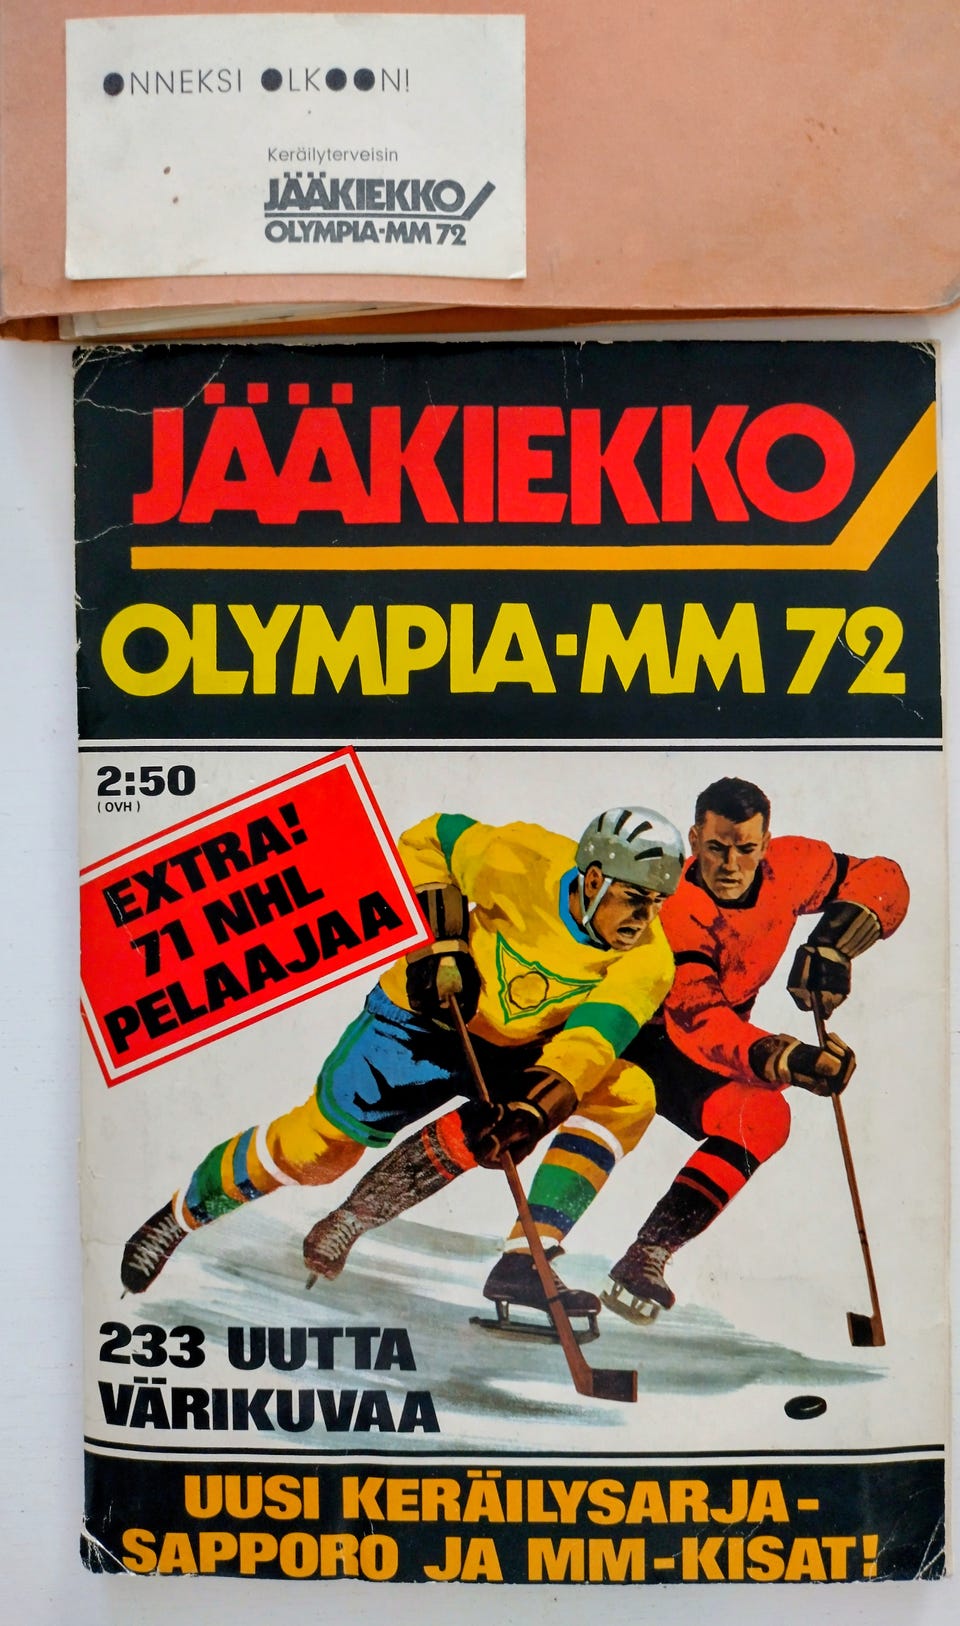 ONNEKSI OLKOON!
Keräilyterveisin
JÄÄKIEKKO
OLYMPIA-MM 72
JÄÄKIEKKO
OLYMPIA-MM 72
2:50
(OVH)
EXTRA!
71 NHL
PELAAJAA
233 UUTTA
VÄRIKUVAA
UUSI KERÄILYSARJA-
SAPPORO JA MM-KISAT!